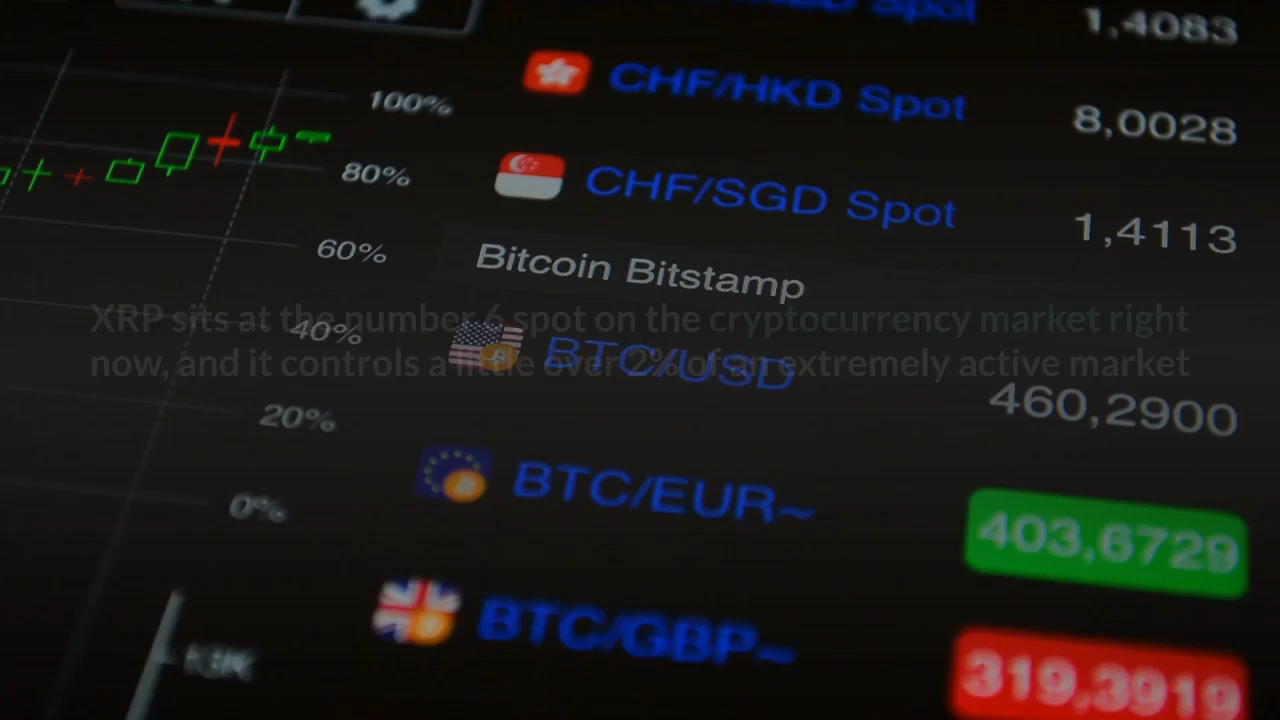 Spot
1,4083
100%
CHF/HKD Spot
8,0028
80%
CHF/SGD Spot
1,4113
60%
Bitcoin Bitstamp
XRP sits at the number 6 spot on the cryptocurrency market right
now, and it controls a little over 2% of an extremely active market
40%
BTC/USD
460,2900
20%
BTC/EUR~
403,6729
0%
BTC/GBP~
319,3919
13K